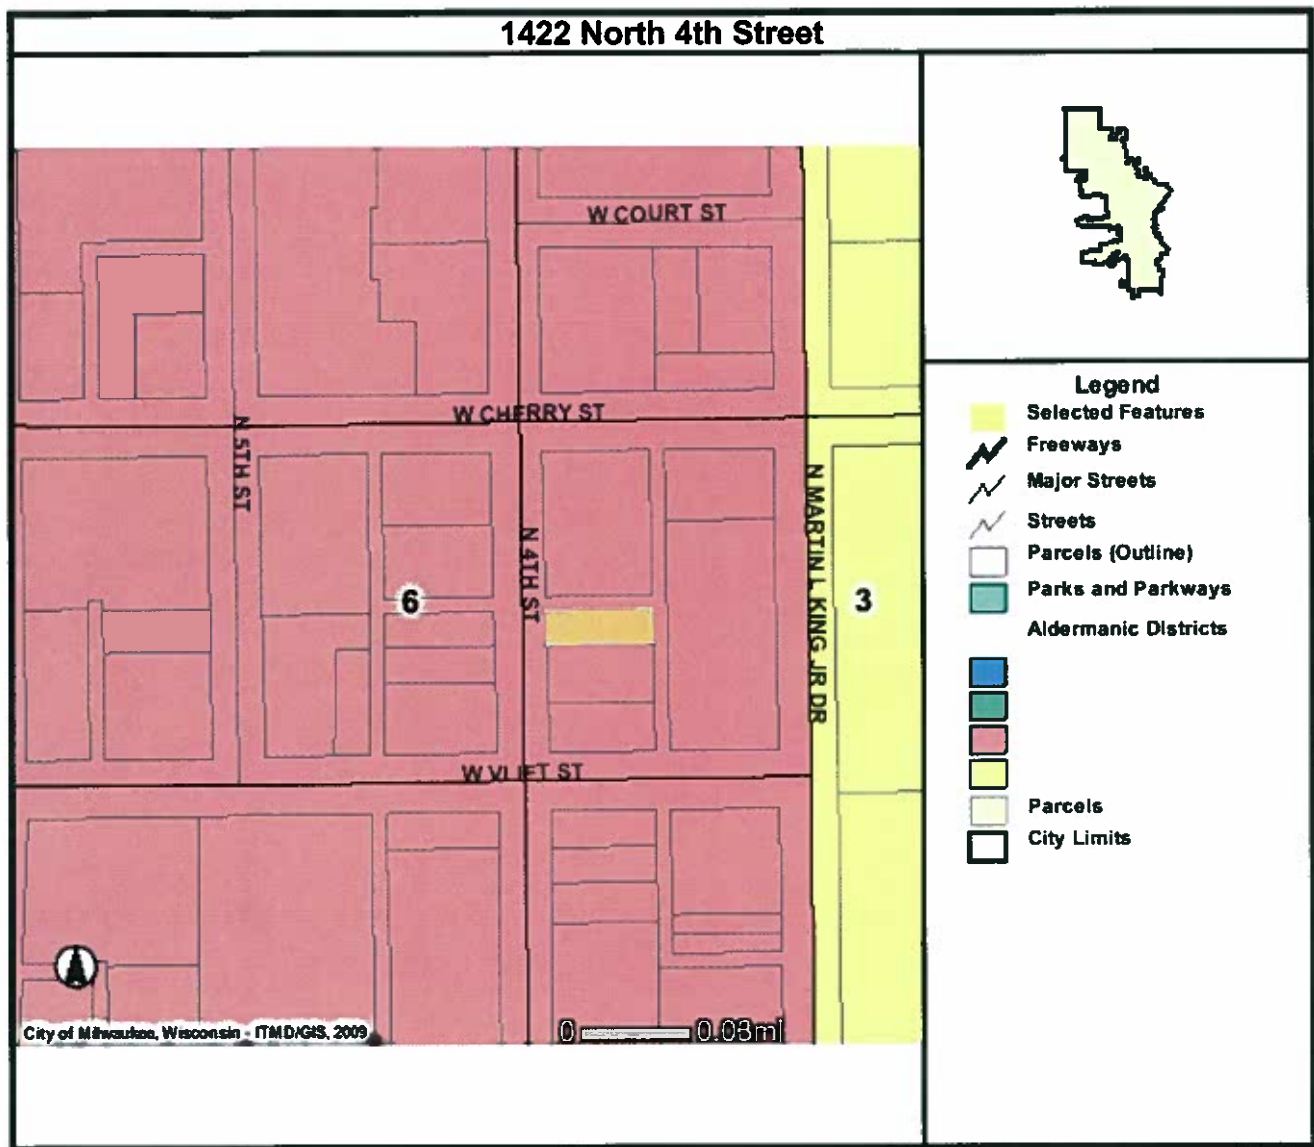 1422 North 4th Street
W COURT ST
W CHERRY ST
N 5TH ST
N 4TH ST
N MARTIN L KING JR DR
6
3
W VLIET ST
City of Milwaukee, Wisconsin - ITMD/GIS, 2009
0 0.03mi
Legend
Selected Features
Freeways
Major Streets
Streets
Parcels (Outline)
Parks and Parkways
Aldermanic Districts
Parcels
City Limits